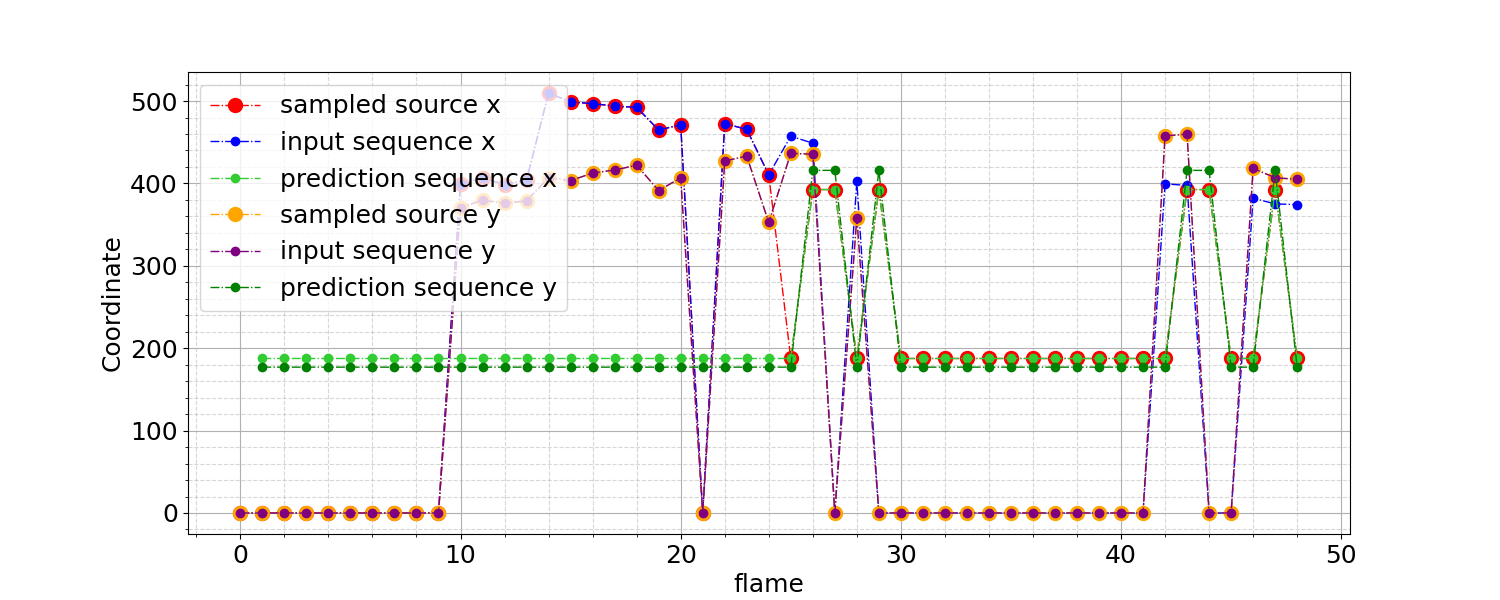 sampled source x
input sequence x
prediction sequence x
sampled source y
input sequence y
prediction sequence y
Coordinate
500
400
300
200
100
0
0 10 20 30 40 50
flame